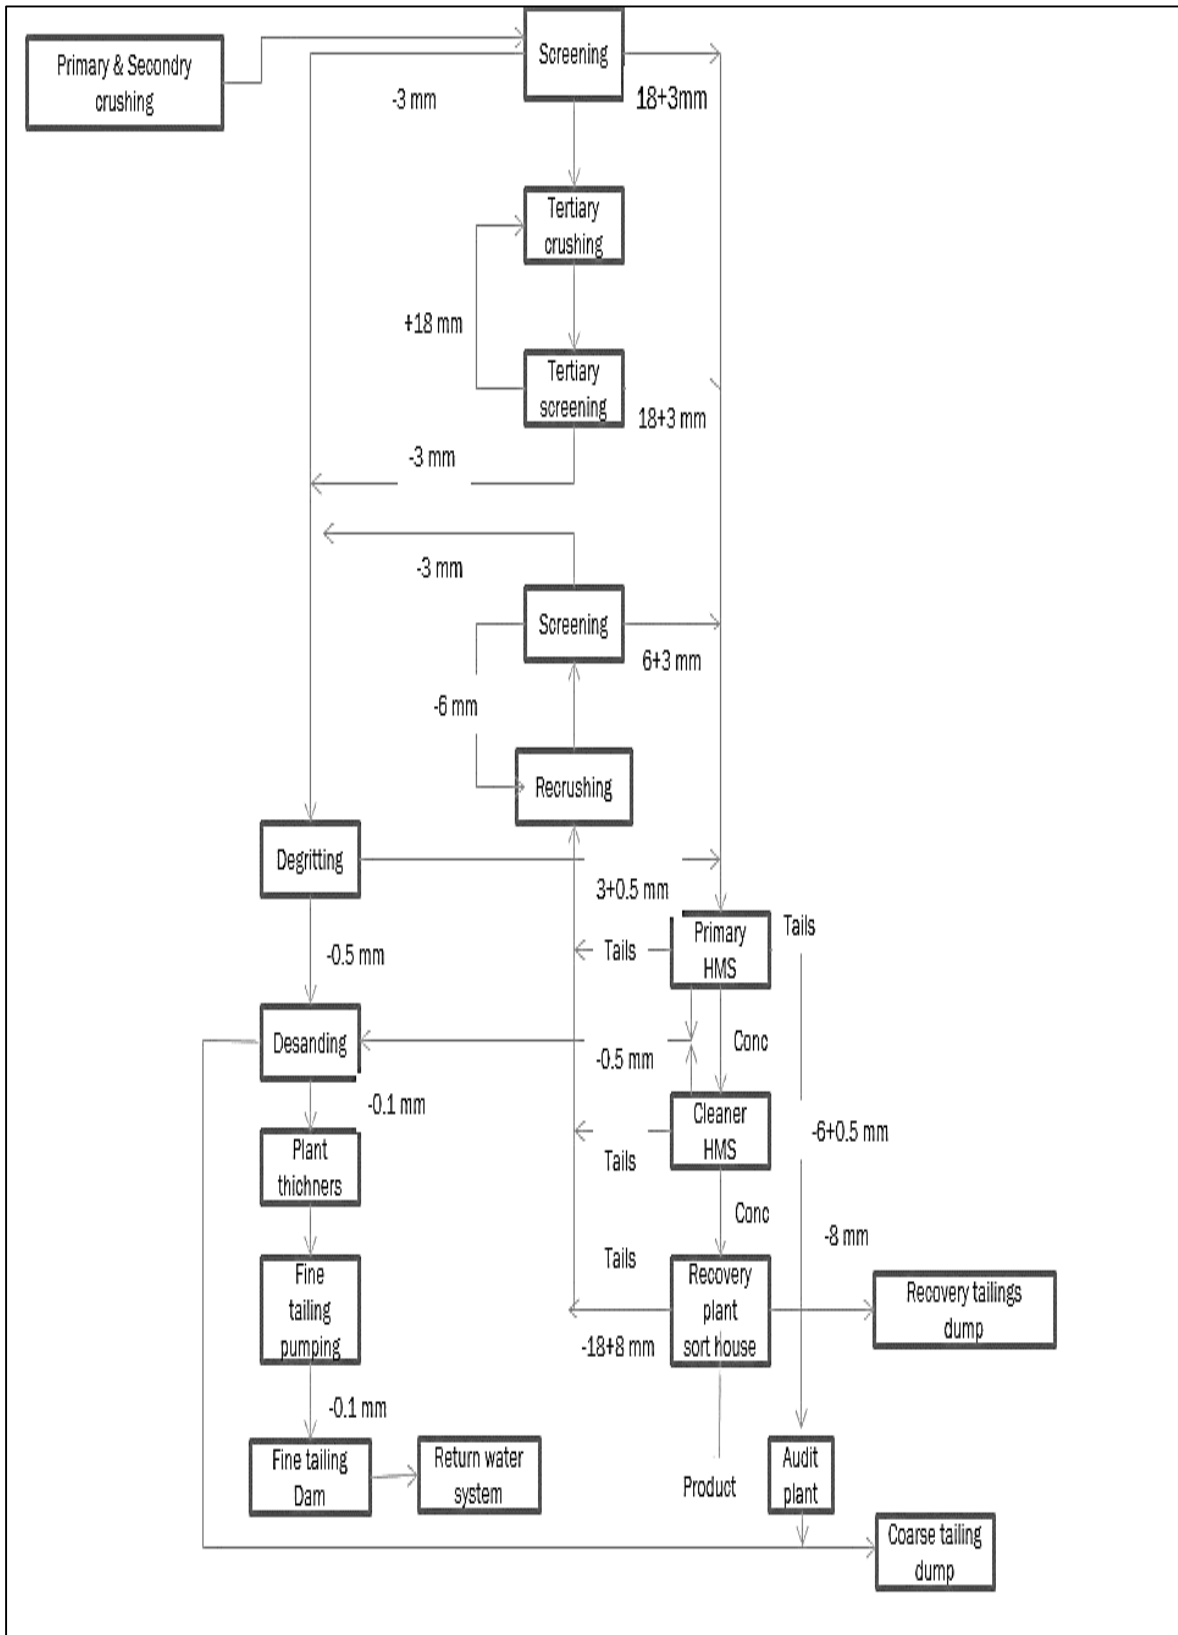 Primary & Secondry
crushing
Screening
-3 mm
18+3mm
Tertiary
crushing
+18 mm
Tertiary
screening
18+3 mm
-3 mm
-3 mm
Screening
6+3 mm
-6 mm
Recrushing
Degritting
3+0.5 mm
Tails
Primary
HMS
Tails
-0.5 mm
Desanding
-0.5 mm
Conc
-0.1 mm
Cleaner
HMS
-6+0.5 mm
Plant
thichners
Tails
Conc
-8 mm
Fine
tailing
pumping
Tails
Recovery
plant
sort house
Recovery tailings
dump
-18+8 mm
-0.1 mm
Fine tailing
Dam
Return water
system
Product
Audit
plant
Coarse tailing
dump